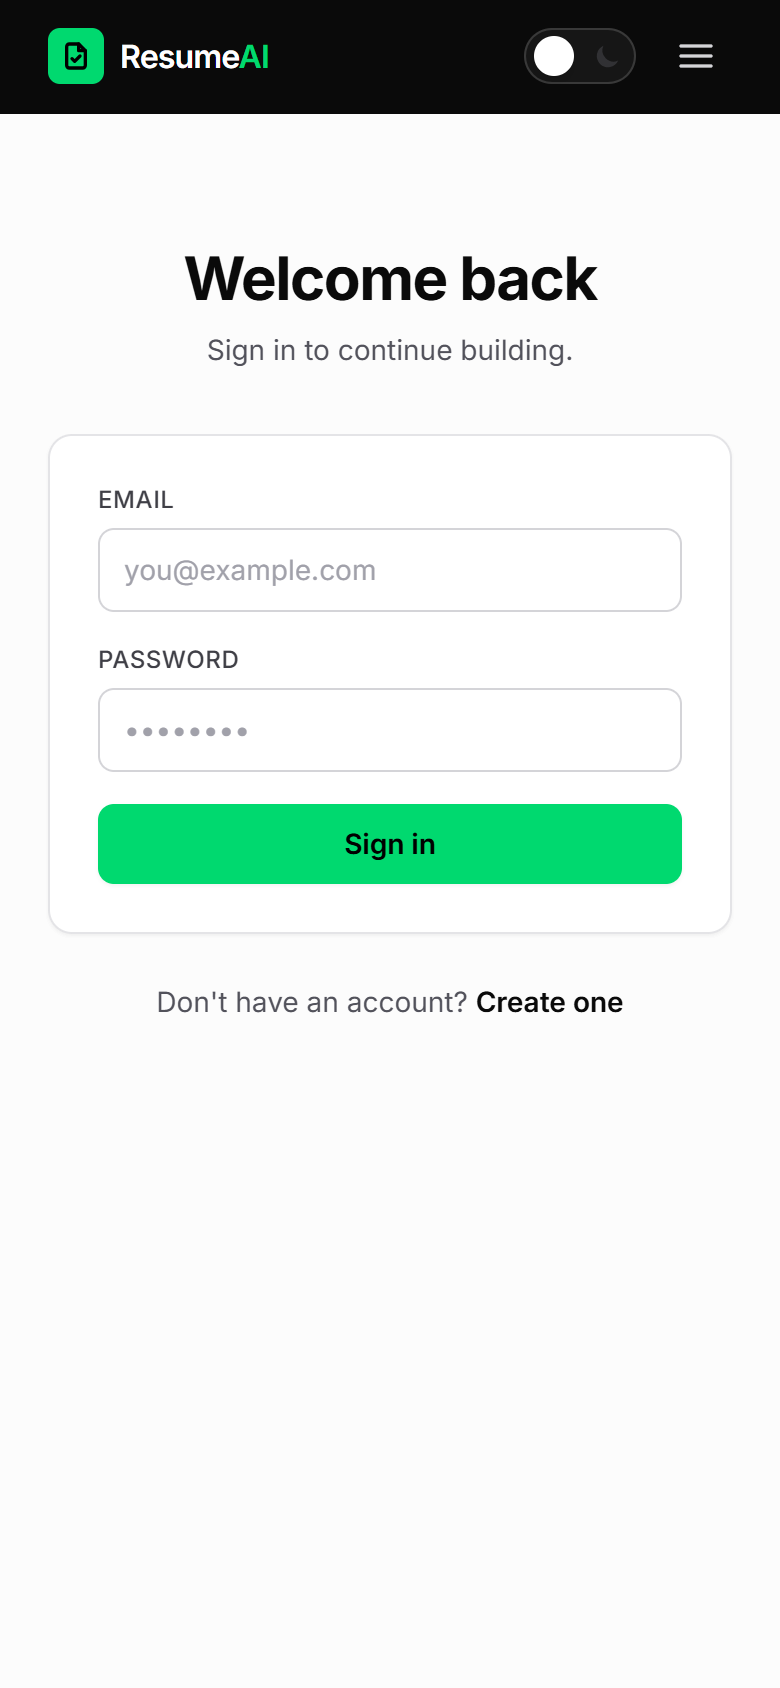 ResumeAI
Welcome back
Sign in to continue building.
EMAIL
you@example.com
PASSWORD
••••••••
Sign in
Don't have an account? Create one